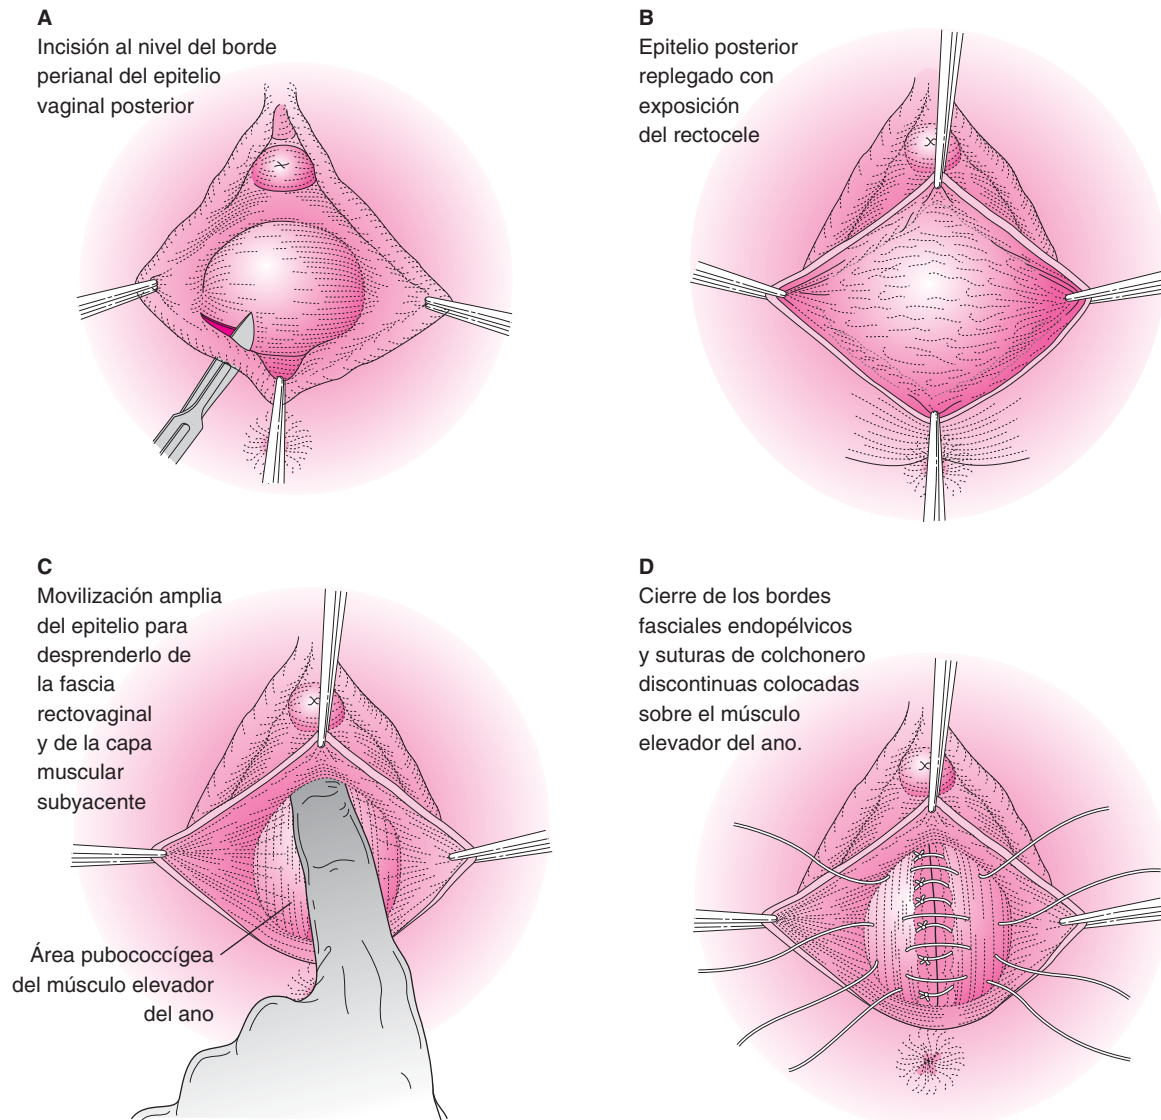 A
Incisión al nivel del borde
perianal del epitelio
vaginal posterior
B
Epitelio posterior
replegado con
exposición
del rectocele
C
Movilización amplia
del epitelio para
desprenderlo de
la fascia
rectovaginal
y de la capa
muscular
subyacente
Área pubococcígea
del músculo elevador
del ano
D
Cierre de los bordes
fasciales endopélvicos
y suturas de colchonero
discontinuas colocadas
sobre el músculo
elevador del ano.